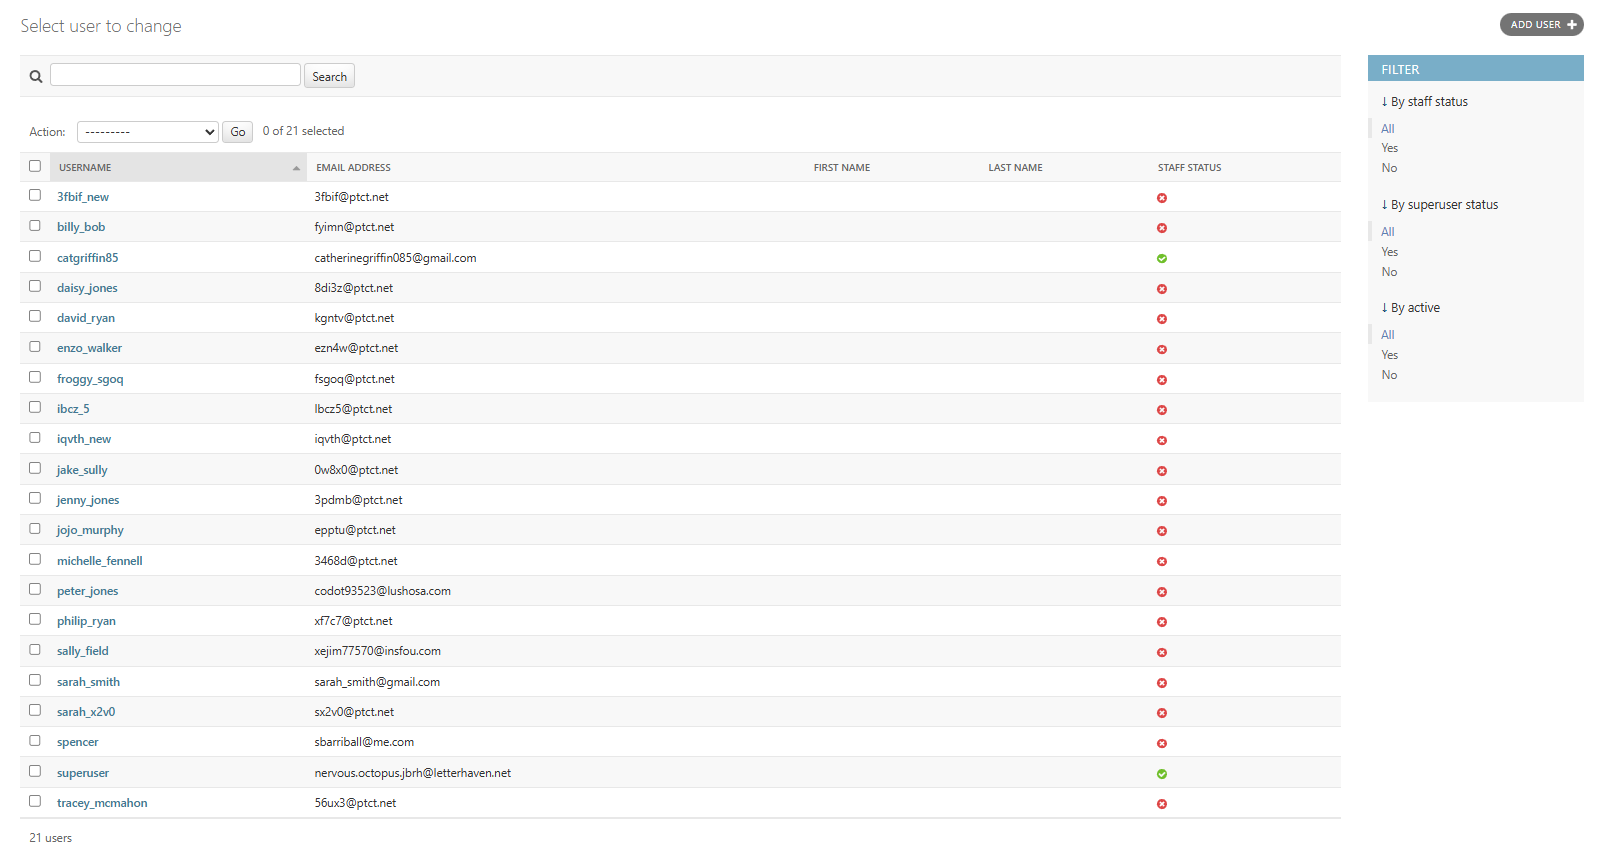 Select user to change
ADD USER
Search
FILTER
↓ By staff status
All
Yes
No
↓ By superuser status
All
Yes
No
↓ By active
All
Yes
No
Action: --------- Go 0 of 21 selected
USERNAME EMAIL ADDRESS FIRST NAME LAST NAME STAFF STATUS
3fbif_new 3fbif@ptct.net
billy_bob fyimn@ptct.net
catgriffin85 catherinegriffin085@gmail.com
daisy_jones 8di3z@ptct.net
david_ryan kgntv@ptct.net
enzo_walker ezn4w@ptct.net
froggy_sgoq fsgoq@ptct.net
ibcz_5 lbcz5@ptct.net
iqvth_new iqvth@ptct.net
jake_sully 0w8x0@ptct.net
jenny_jones 3pdmb@ptct.net
jojo_murphy epptu@ptct.net
michelle_fennell 3468d@ptct.net
peter_jones codot93523@lushosa.com
philip_ryan xf7c7@ptct.net
sally_field xejim77570@insfou.com
sarah_smith sarah_smith@gmail.com
sarah_x2v0 sx2v0@ptct.net
spencer sbarriball@me.com
superuser nervous.octopus.jbrh@letterhaven.net
tracey_mcmahon 56ux3@ptct.net
21 users